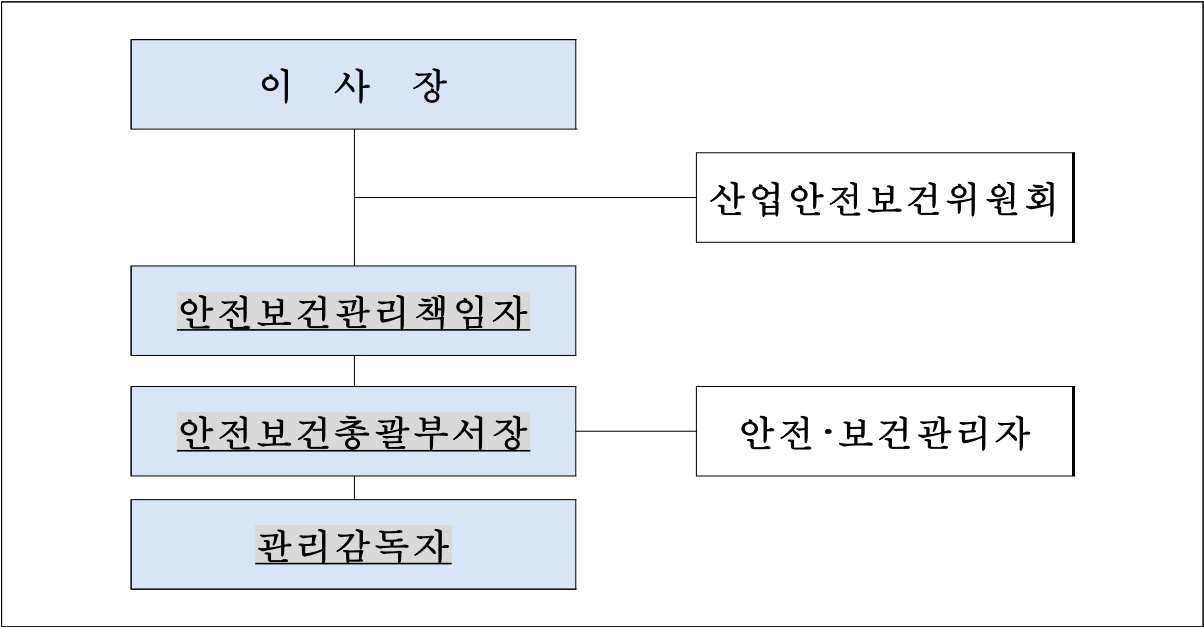 이 사 장
산업안전보건위원회
안전보건관리책임자
안전보건총괄부서장
안전·보건관리자
관리감독자